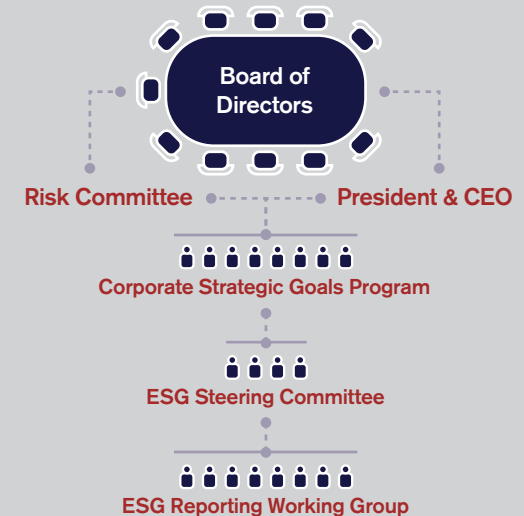 Board of
Directors
Risk Committee
President & CEO
Corporate Strategic Goals Program
ESG Steering Committee
ESG Reporting Working Group